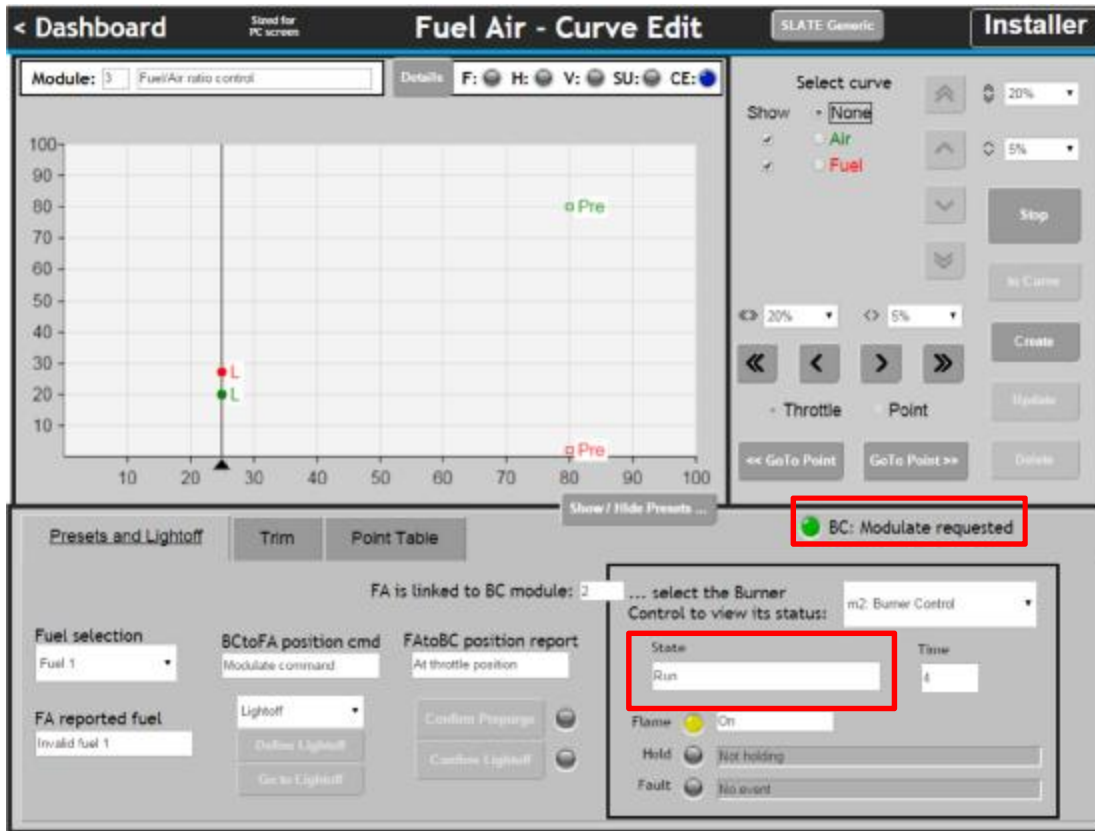 < Dashboard
Sized for
PC screen
Fuel Air - Curve Edit
SLATE Generic
Installer
Module: 3 Fuel/Air ratio control
Details
F: H: V: SU: CE:
100
90
80
70
60
50
40
30
20
10
Pre
L
L
Pre
10 20 30 40 50 60 70 80 90 100
Select curve
Show
None
Air
Fuel
20%
5%
Stop
In Curve
20%
5%
Create
« < > »
Throttle Point
Update
<< GoTo Point
GoTo Point >>
Delete
Show / Hide Presets ...
BC: Modulate requested
Presets and Lightoff
Trim
Point Table
FA is linked to BC module: 2
... select the Burner
Control to view its status:
m2: Burner Control
Fuel selection
Fuel 1
BCtoFA position cmd
Modulate command
FAtoBC position report
At throttle position
State
Run
Time
4
FA reported fuel
Invalid fuel 1
Lightoff
Define Lightoff
Go to Lightoff
Confirm Prepurge
Confirm Lightoff
Flame On
Hold Not holding
Fault No event